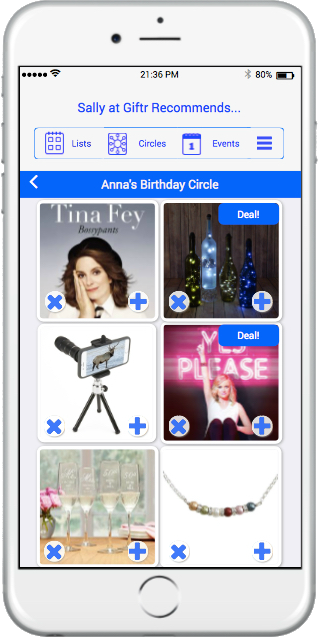 21:36 PM
80%
Sally at Giftr Recommends...
Lists
Circles
1
Events
Anna's Birthday Circle
Tina Fey
Bossypants
Deal!
Deal!
YES
PLEASE